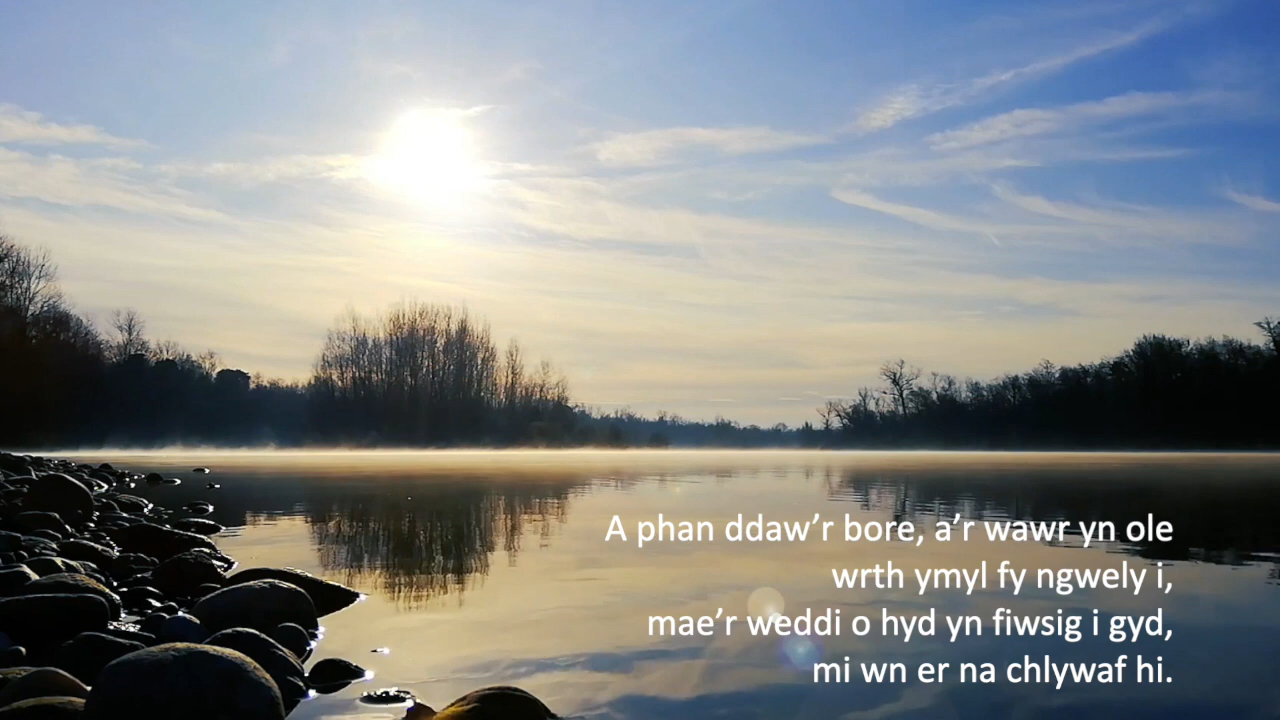 A phan ddaw’r bore, a’r wawr yn ole
wrth ymyl fy ngwely i,
mae’r weddi o hyd yn fiwsig i gyd,
mi wn er na chlywaf hi.